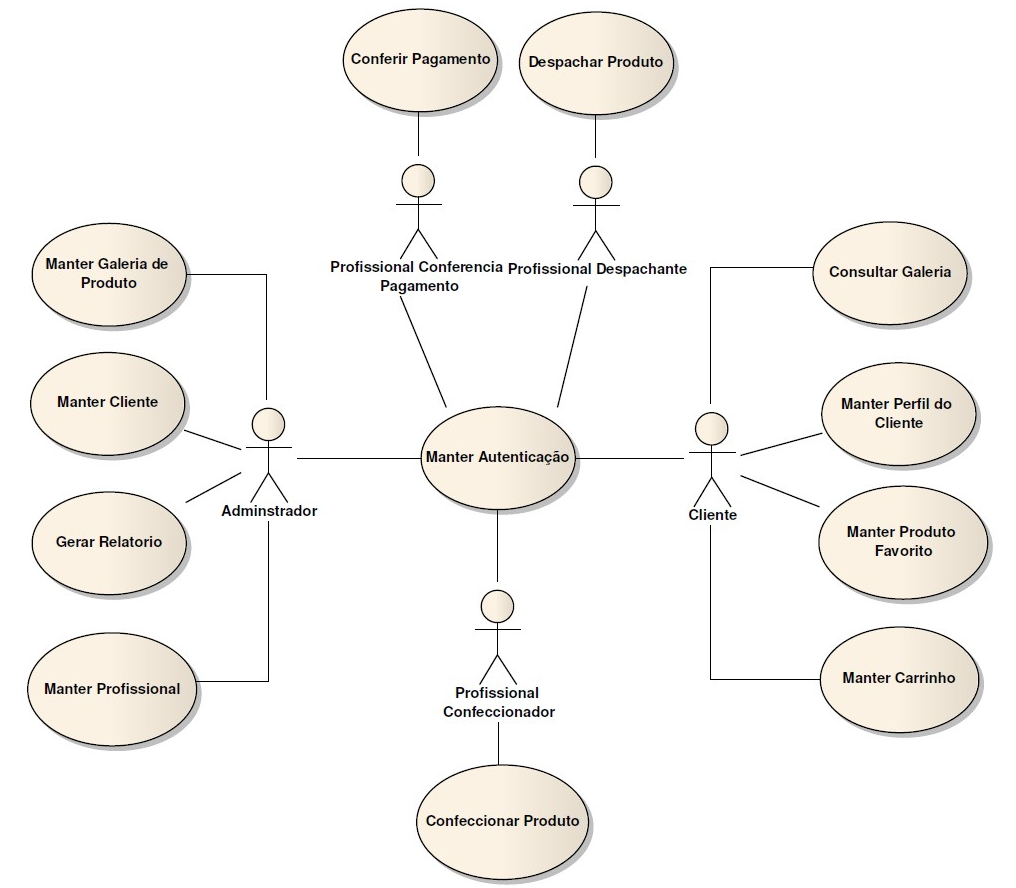 Conferir Pagamento
Despachar Produto
Profissional Conferencia
Pagamento
Profissional Despachante
Manter Galeria de
Produto
Consultar Galeria
Manter Cliente
Manter Perfil do
Cliente
Manter Autenticação
Adminstrador
Cliente
Gerar Relatorio
Manter Produto
Favorito
Manter Profissional
Profissional
Confeccionador
Manter Carrinho
Confeccionar Produto